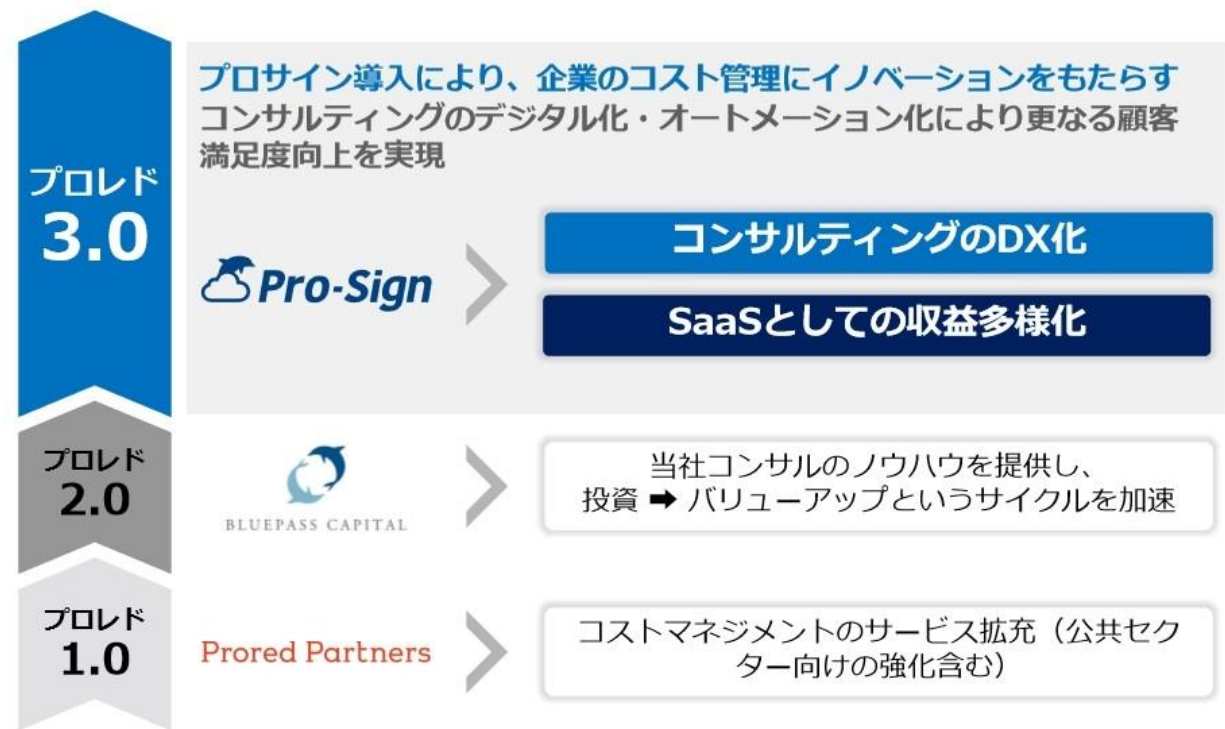 プロサイン導入により、企業のコスト管理にイノベーションをもたらす
コンサルティングのデジタル化・オートメーション化により更なる顧客
満足度向上を実現
プロレド
3.0
Pro-Sign
コンサルティングのDX化
SaaSとしての収益多様化
プロレド
2.0
BLUEPASS CAPITAL
当社コンサルのノウハウを提供し、
投資 ➡ バリューアップというサイクルを加速
プロレド
1.0
Prored Partners
コストマネジメントのサービス拡充（公共セク
ター向けの強化含む）